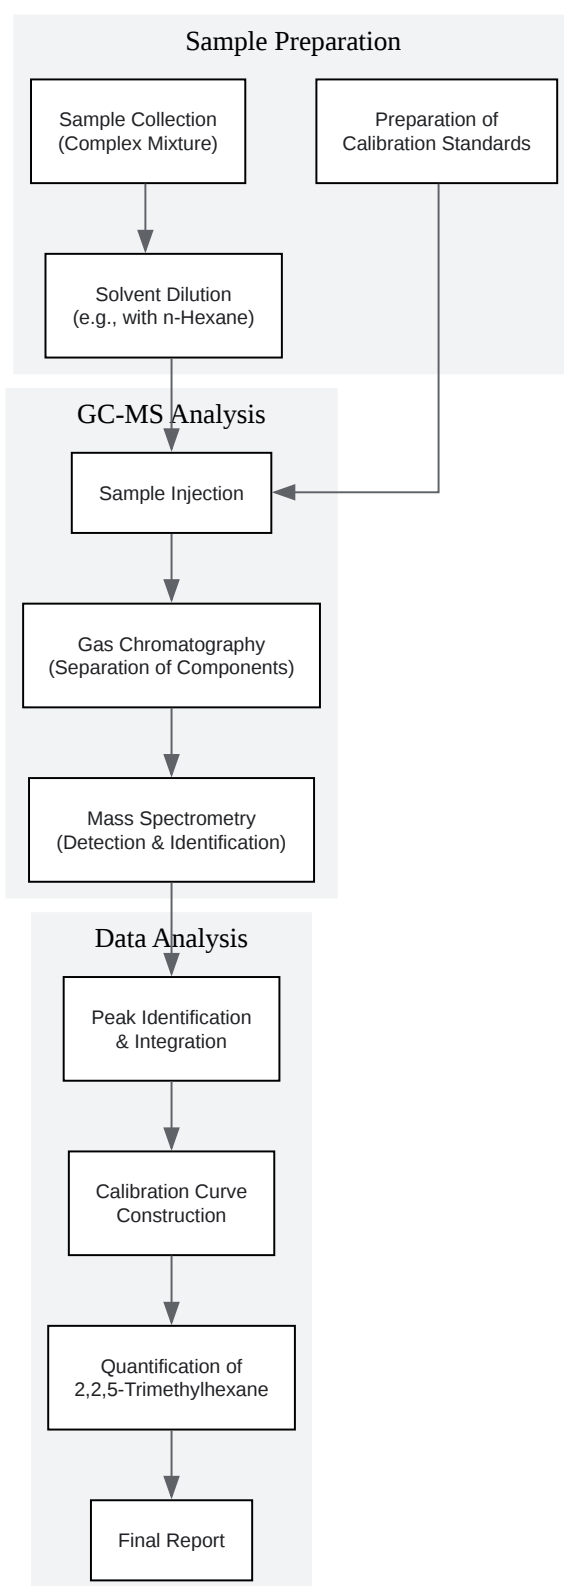 Sample Preparation
Sample Collection
(Complex Mixture)
Preparation of
Calibration Standards
Solvent Dilution
(e.g., with n-Hexane)
GC-MS Analysis
Sample Injection
Gas Chromatography
(Separation of Components)
Mass Spectrometry
(Detection & Identification)
Data Analysis
Peak Identification
& Integration
Calibration Curve
Construction
Quantification of
2,2,5-Trimethylhexane
Final Report